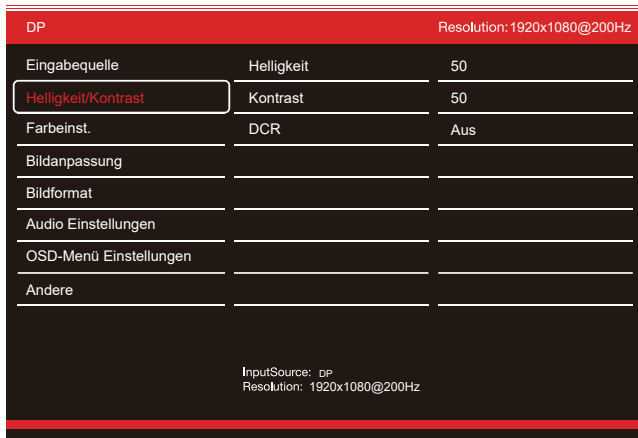 DP Resolution:1920x1080@200Hz
Eingabequelle Helligkeit 50
Helligkeit/Kontrast Kontrast 50
Farbeinst. DCR Aus
Bildanpassung
Bildformat
Audio Einstellungen
OSD-Menü Einstellungen
Andere
InputSource: DP
Resolution: 1920x1080@200Hz